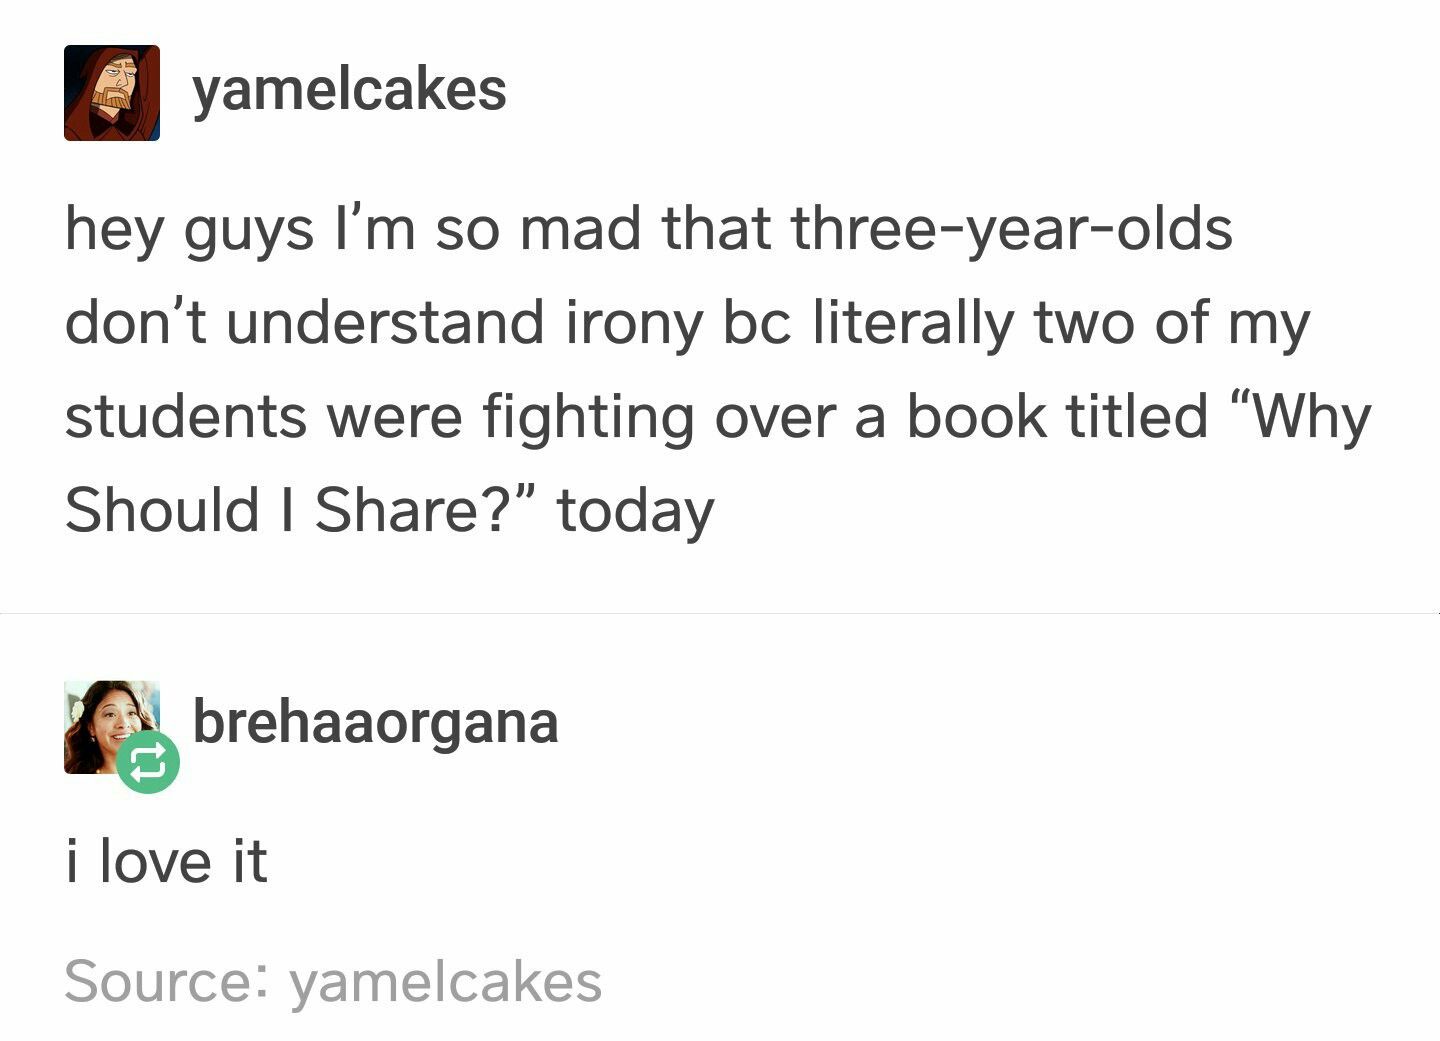 yamelcakes
hey guys I’m so mad that three-year-olds
don’t understand irony bc literally two of my
students were fighting over a book titled “Why
Should I Share?” today
brehaaorgana
i love it
Source: yamelcakes